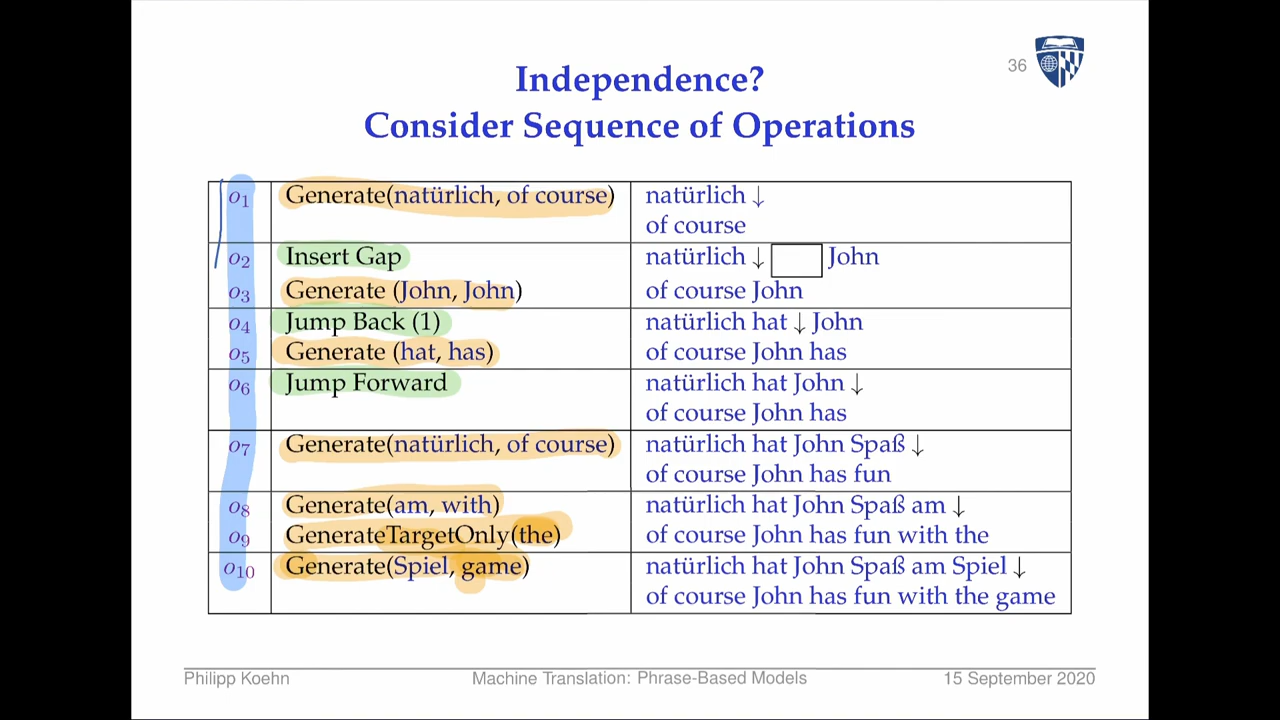 36
Independence?
Consider Sequence of Operations
o1 Generate(natürlich, of course) natürlich ↓
of course
o2 Insert Gap natürlich ↓ John
o3 Generate (John, John) of course John
o4 Jump Back (1) natürlich hat ↓ John
o5 Generate (hat, has) of course John has
o6 Jump Forward natürlich hat John ↓
of course John has
o7 Generate(natürlich, of course) natürlich hat John Spaß ↓
of course John has fun
o8 Generate(am, with) natürlich hat John Spaß am ↓
o9 GenerateTargetOnly(the) of course John has fun with the
o10 Generate(Spiel, game) natürlich hat John Spaß am Spiel ↓
of course John has fun with the game
Philipp Koehn Machine Translation: Phrase-Based Models 15 September 2020